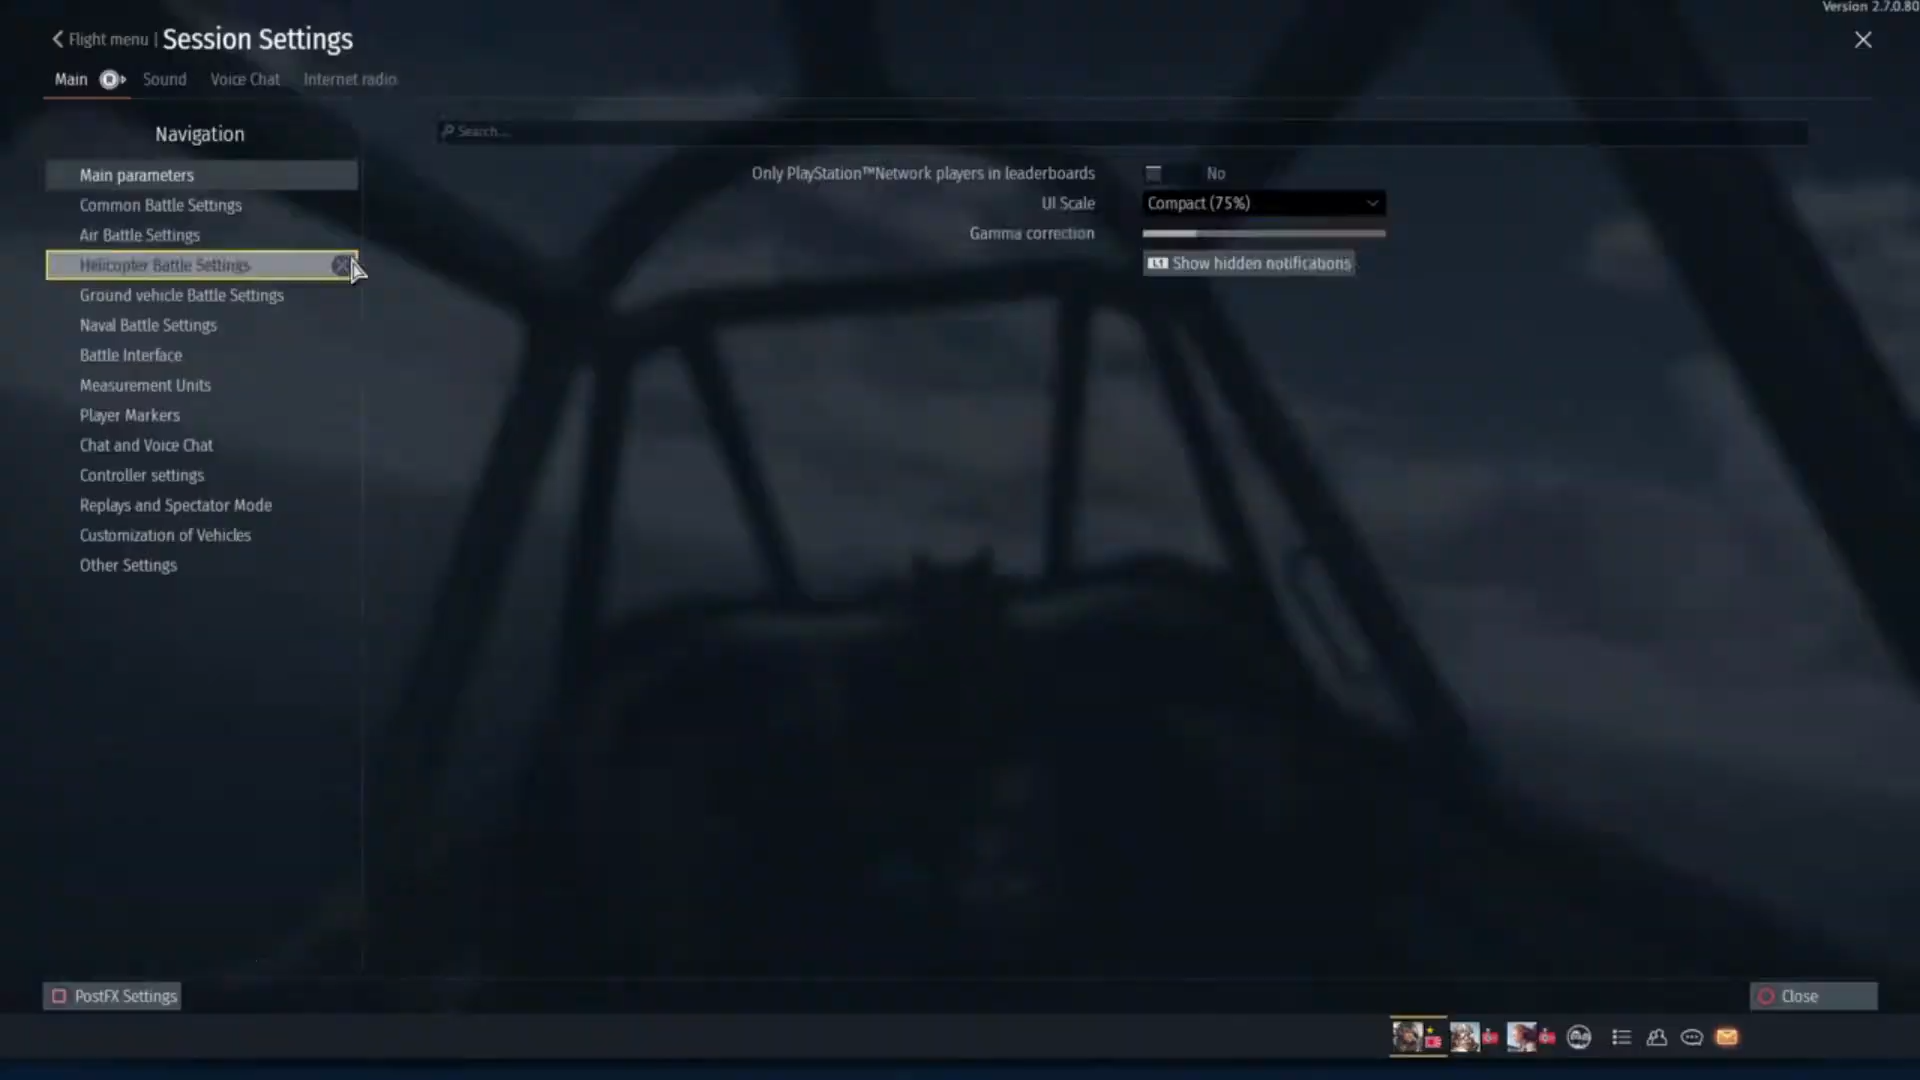 Version 2.7.0.80
Flight menu | Session Settings
Main R Sound Voice Chat Internet radio
Navigation
Search...
Main parameters
Common Battle Settings
Air Battle Settings
Helicopter Battle Settings
Ground vehicle Battle Settings
Naval Battle Settings
Battle Interface
Measurement Units
Player Markers
Chat and Voice Chat
Controller settings
Replays and Spectator Mode
Customization of Vehicles
Other Settings
Only PlayStation™Network players in leaderboards No
UI Scale Compact (75%)
Gamma correction
L1 Show hidden notifications
PostFX Settings
Close